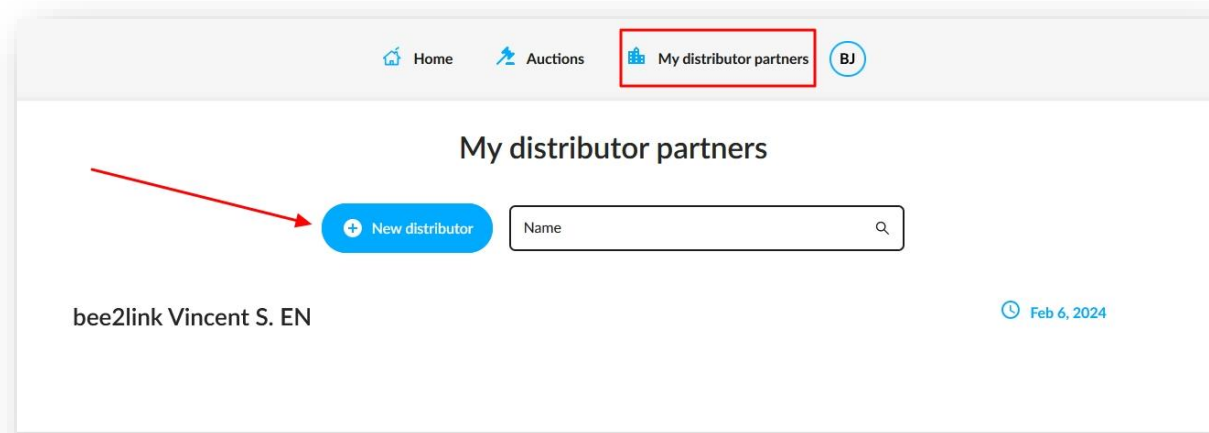 Home Auctions My distributor partners BJ
My distributor partners
New distributor Name
bee2link Vincent S. EN Feb 6, 2024